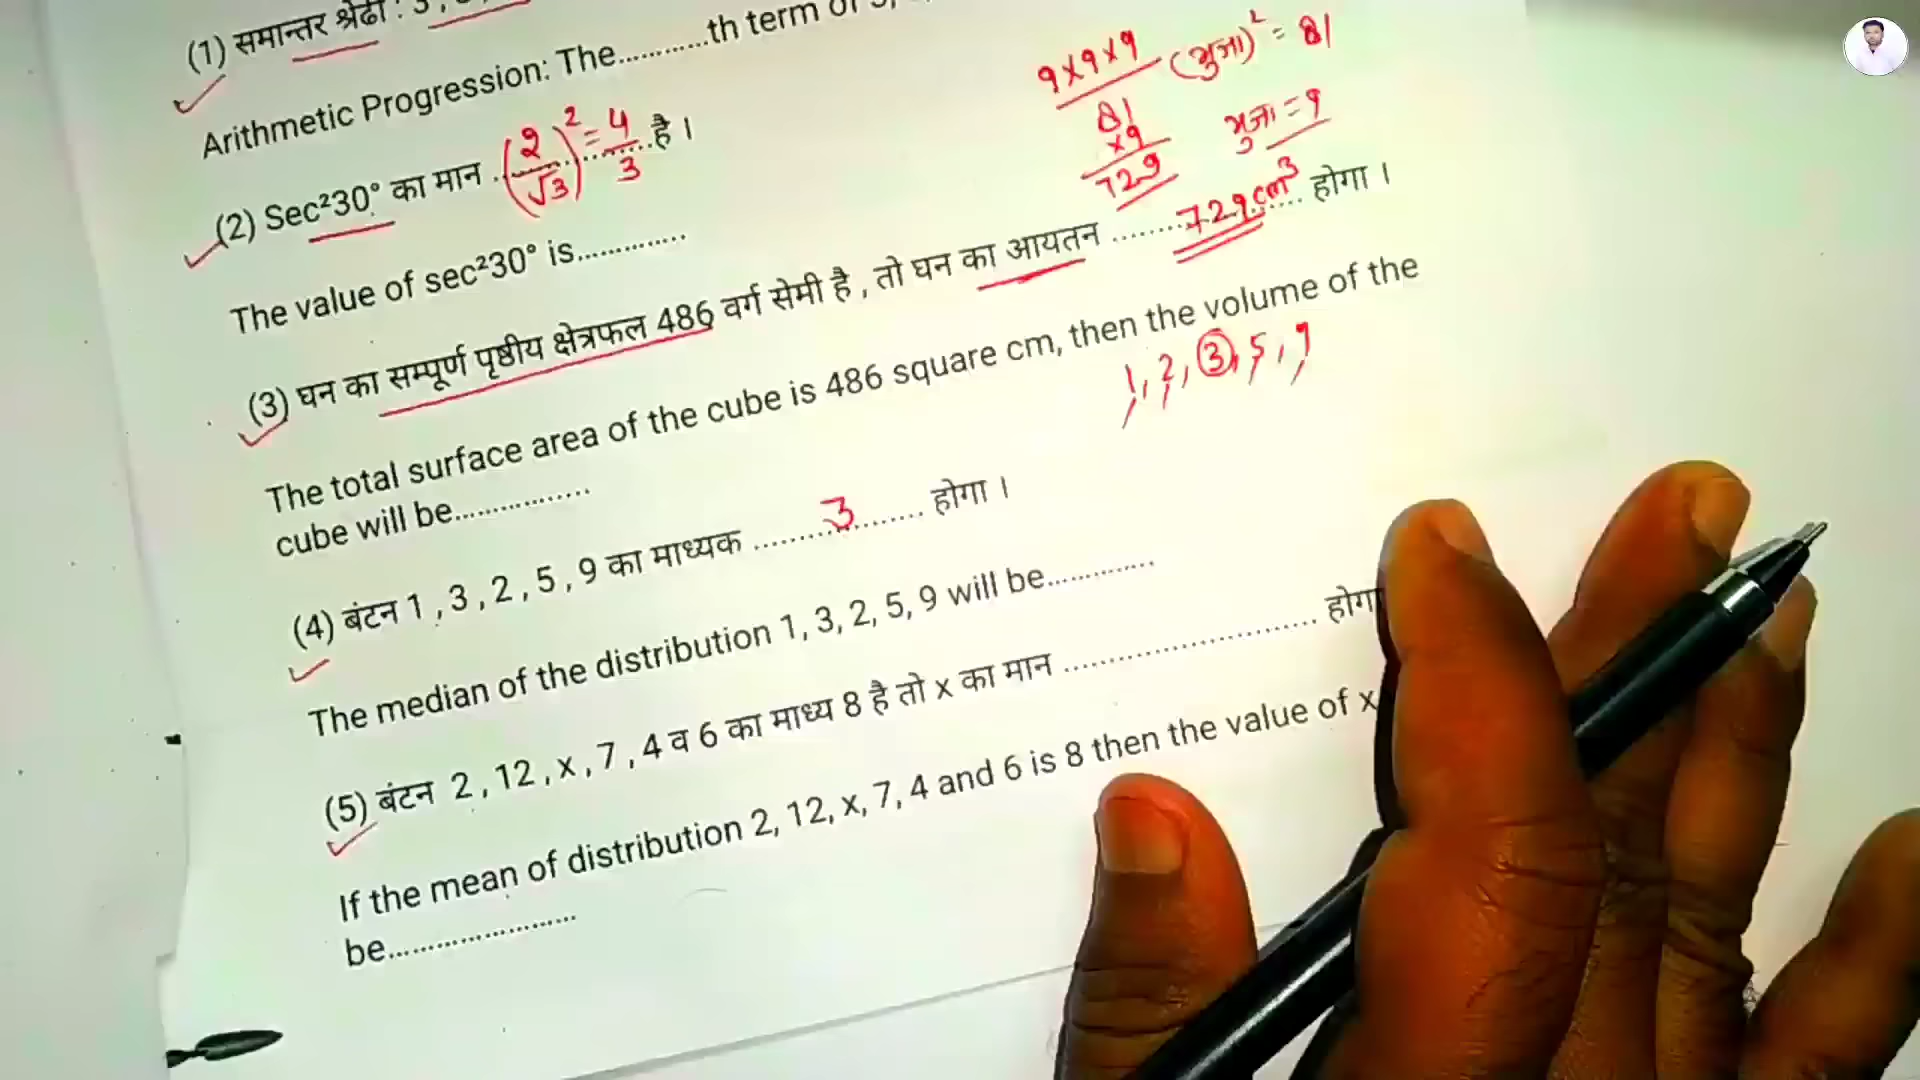 (1) समान्तर श्रेढी : 3,
Arithmetic Progression: The...........th term of 3,
9x9x9 (भुजा)² = 81
81
x9
729
भुजा = 9
(2) Sec²30° का मान ..(2/√3)² = 4/3.. है ।
The value of sec²30° is.............
(3) घन का सम्पूर्ण पृष्ठीय क्षेत्रफल 486 वर्ग सेमी है , तो घन का आयतन ........729cm³...... होगा ।
The total surface area of the cube is 486 square cm, then the volume of the
cube will be................
1, 2, 3, 5, 9
(4) बंटन 1 , 3 , 2 , 5 , 9 का माध्यक ..........3.......... होगा ।
The median of the distribution 1, 3, 2, 5, 9 will be.............
(5) बंटन 2 , 12 , x , 7 , 4 व 6 का माध्य 8 है तो x का मान .............................. होगा
If the mean of distribution 2, 12, x, 7, 4 and 6 is 8 then the value of x
be.......................